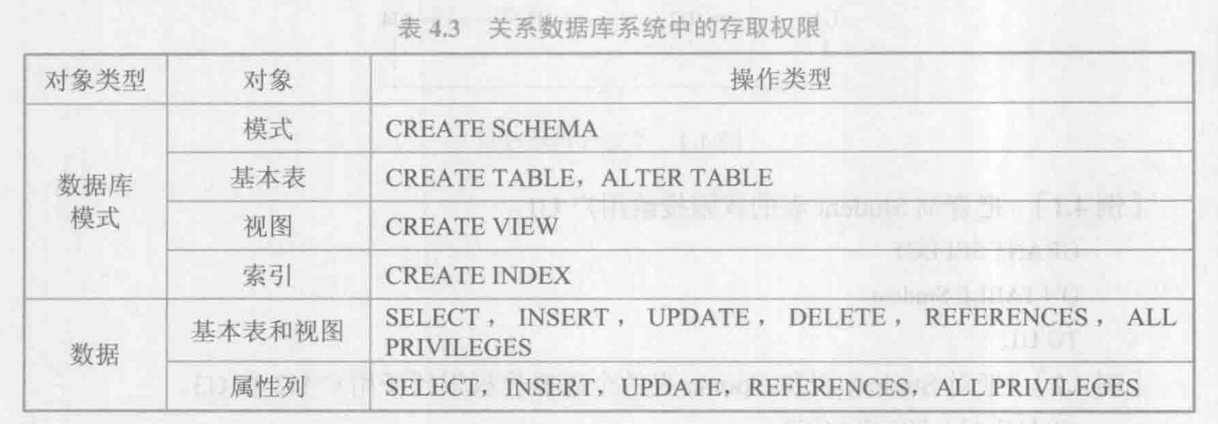 表 4.3 关系数据库系统中的存取权限
对象类型 对象 操作类型
数据库模式 模式 CREATE SCHEMA
基本表 CREATE TABLE，ALTER TABLE
视图 CREATE VIEW
索引 CREATE INDEX
数据 基本表和视图 SELECT， INSERT， UPDATE， DELETE， REFERENCES， ALL
PRIVILEGES
属性列 SELECT，INSERT，UPDATE，REFERENCES，ALL PRIVILEGES